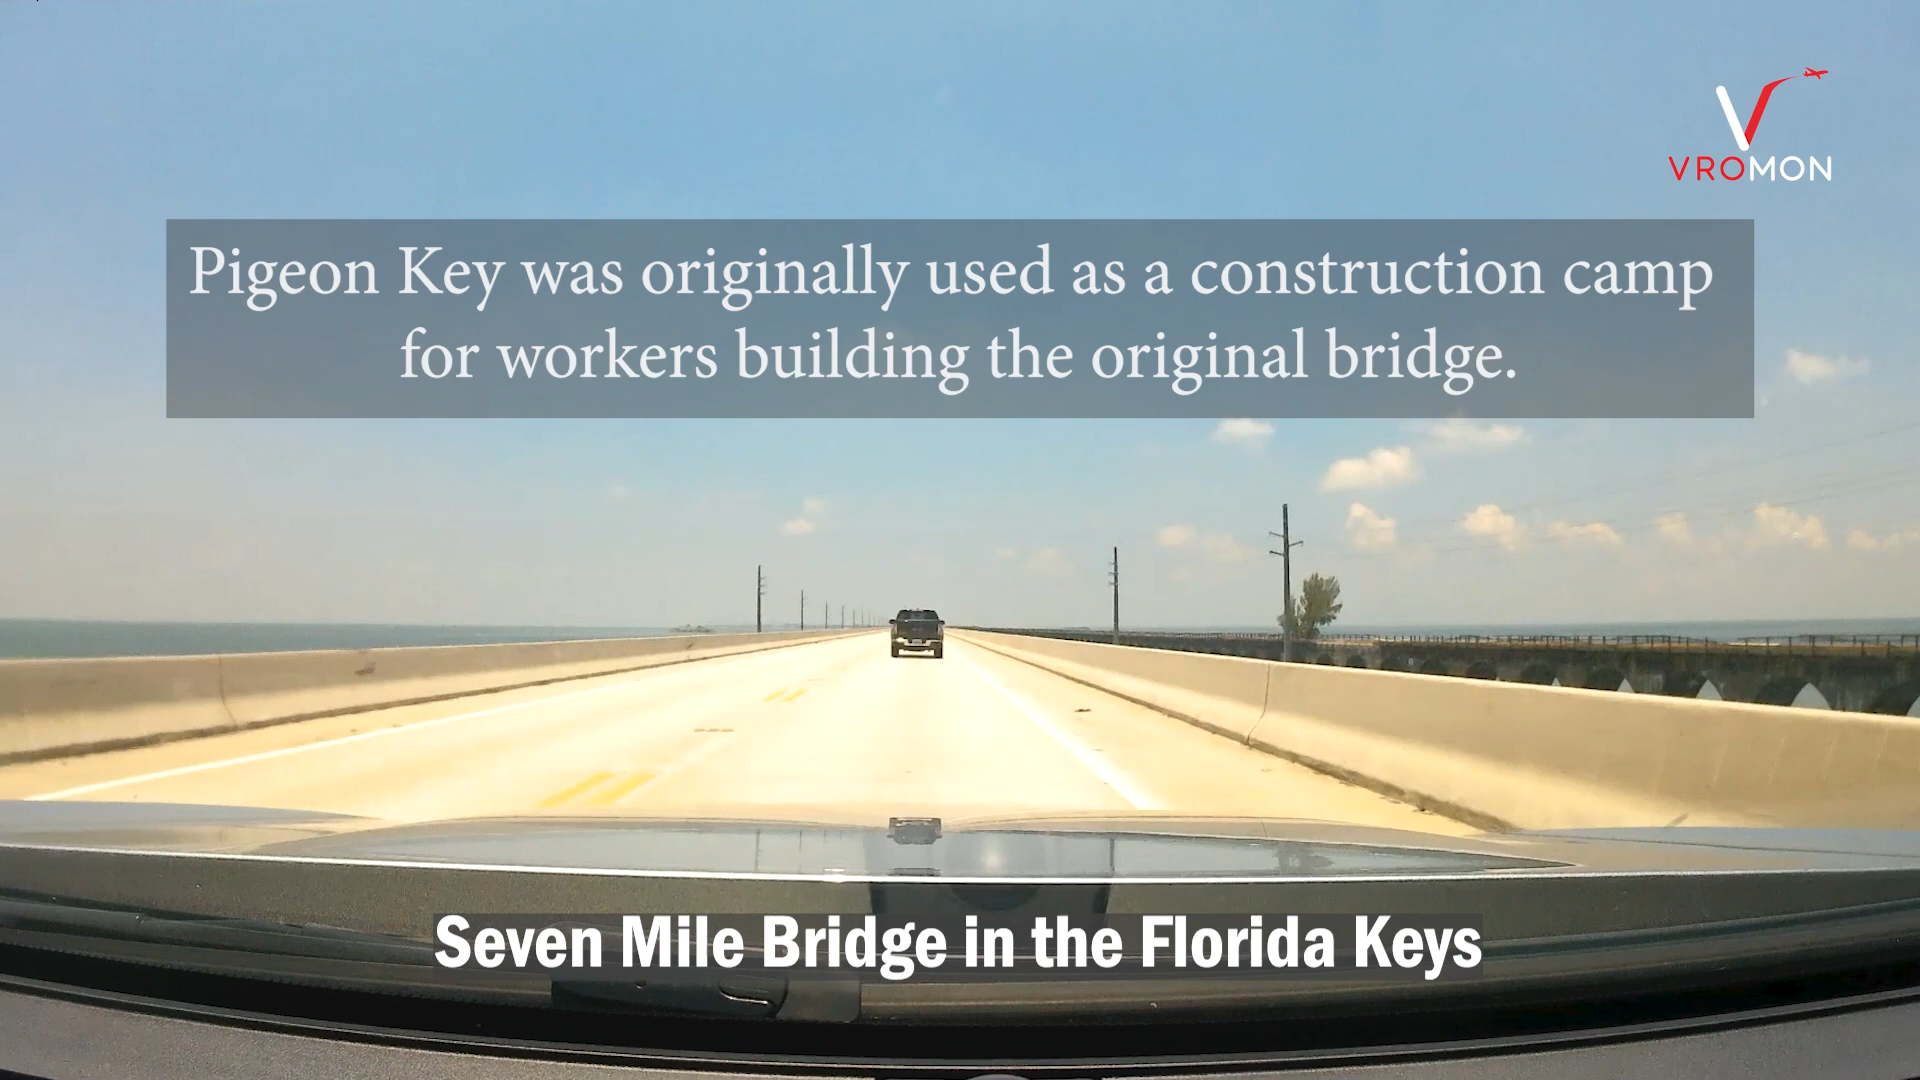 VROMON
Pigeon Key was originally used as a construction camp
for workers building the original bridge.
Seven Mile Bridge in the Florida Keys